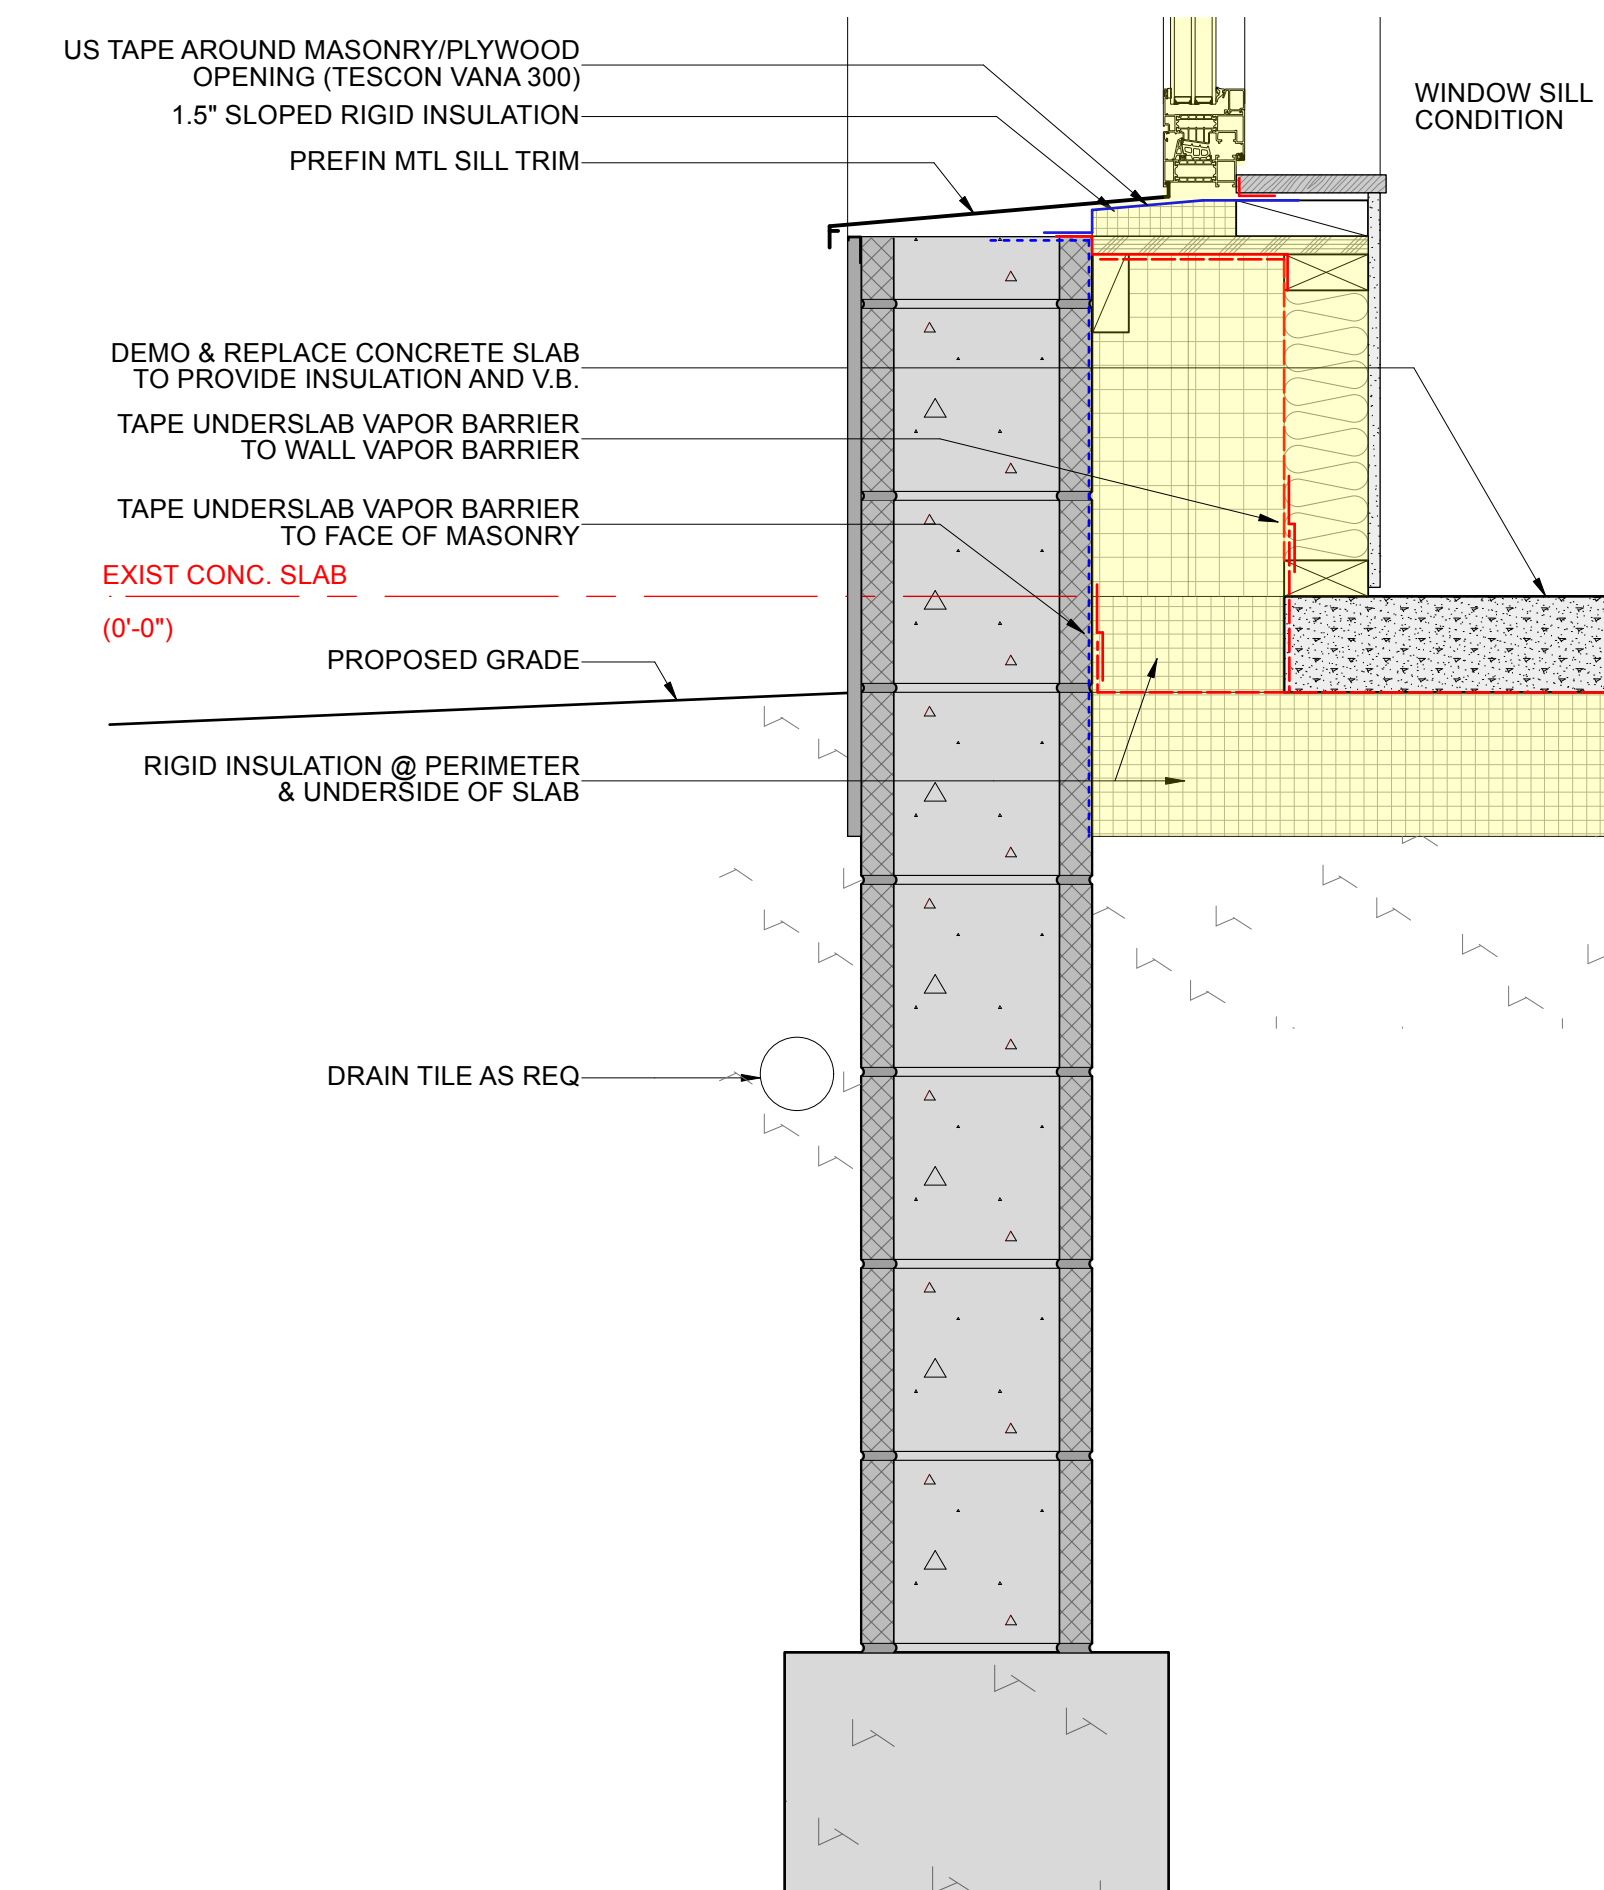 US TAPE AROUND MASONRY/PLYWOOD
OPENING (TESCON VANA 300)
1.5" SLOPED RIGID INSULATION
PREFIN MTL SILL TRIM
WINDOW SILL
CONDITION
DEMO & REPLACE CONCRETE SLAB
TO PROVIDE INSULATION AND V.B.
TAPE UNDERSLAB VAPOR BARRIER
TO WALL VAPOR BARRIER
TAPE UNDERSLAB VAPOR BARRIER
TO FACE OF MASONRY
EXIST CONC. SLAB
(0'-0")
PROPOSED GRADE
RIGID INSULATION @ PERIMETER
& UNDERSIDE OF SLAB
DRAIN TILE AS REQ